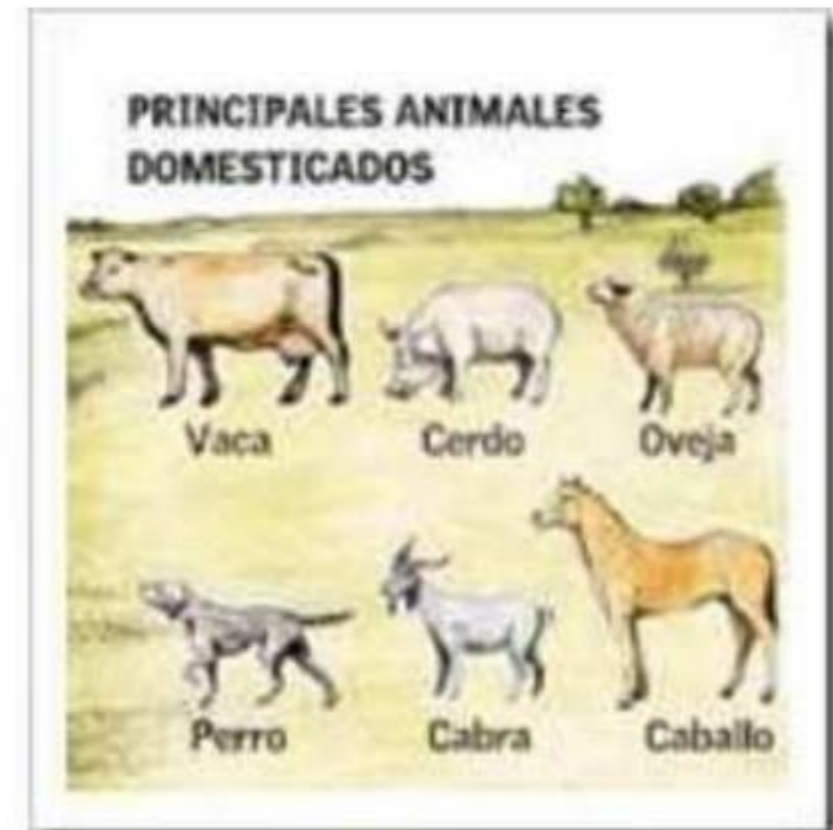 PRINCIPALES ANIMALES
DOMESTICADOS
Vaca Cerdo Oveja
Perro Cabra Caballo